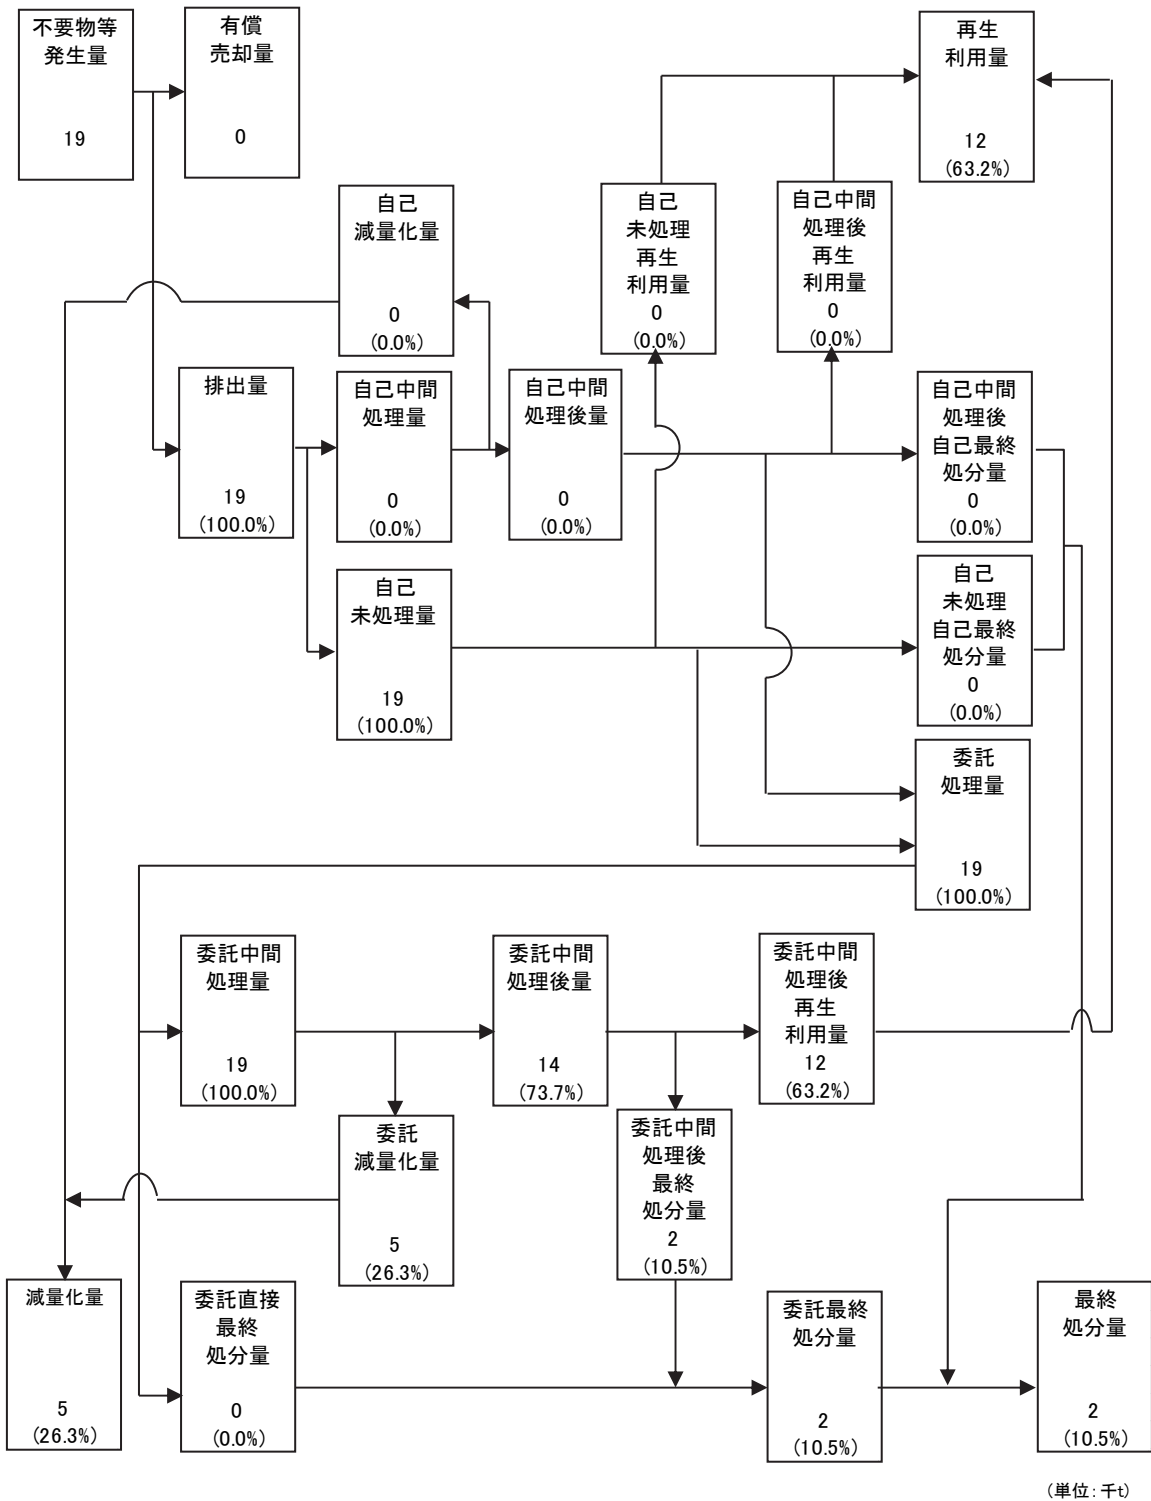 不要物等
発生量
19
有償
売却量
0
再生
利用量
12
(63.2%)
自己
減量化量
0
(0.0%)
自己
未処理
再生
利用量
0
(0.0%)
自己中間
処理後
再生
利用量
0
(0.0%)
排出量
19
(100.0%)
自己中間
処理量
0
(0.0%)
自己中間
処理後量
0
(0.0%)
自己中間
処理後
自己最終
処分量
0
(0.0%)
自己
未処理量
19
(100.0%)
自己
未処理
自己最終
処分量
0
(0.0%)
委託
処理量
19
(100.0%)
委託中間
処理量
19
(100.0%)
委託中間
処理後量
14
(73.7%)
委託中間
処理後
再生
利用量
12
(63.2%)
委託
減量化量
5
(26.3%)
委託中間
処理後
最終
処分量
2
(10.5%)
減量化量
5
(26.3%)
委託直接
最終
処分量
0
(0.0%)
委託最終
処分量
2
(10.5%)
最終
処分量
2
(10.5%)
(単位:千t)